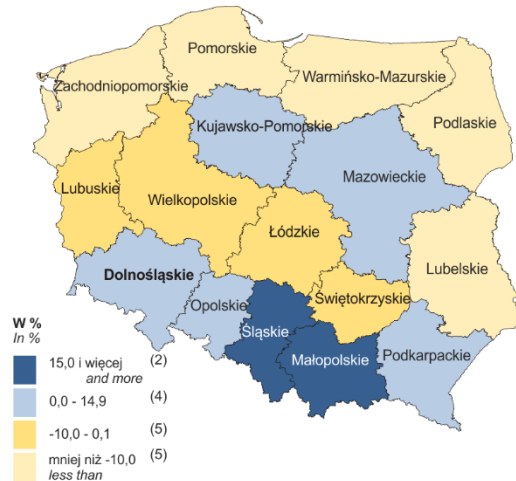 Pomorskie
Warmińsko-Mazurskie
Zachodniopomorskie
Podlaskie
Kujawsko-Pomorskie
Lubuskie
Wielkopolskie
Mazowieckie
Łódzkie
Lubelskie
Dolnośląskie
Opolskie
Świętokrzyskie
Śląskie
Małopolskie
Podkarpackie
W %
In %
15,0 i więcej (2)
and more
0,0 - 14,9 (4)
-10,0 - 0,1 (5)
mniej niż -10,0 (5)
less than